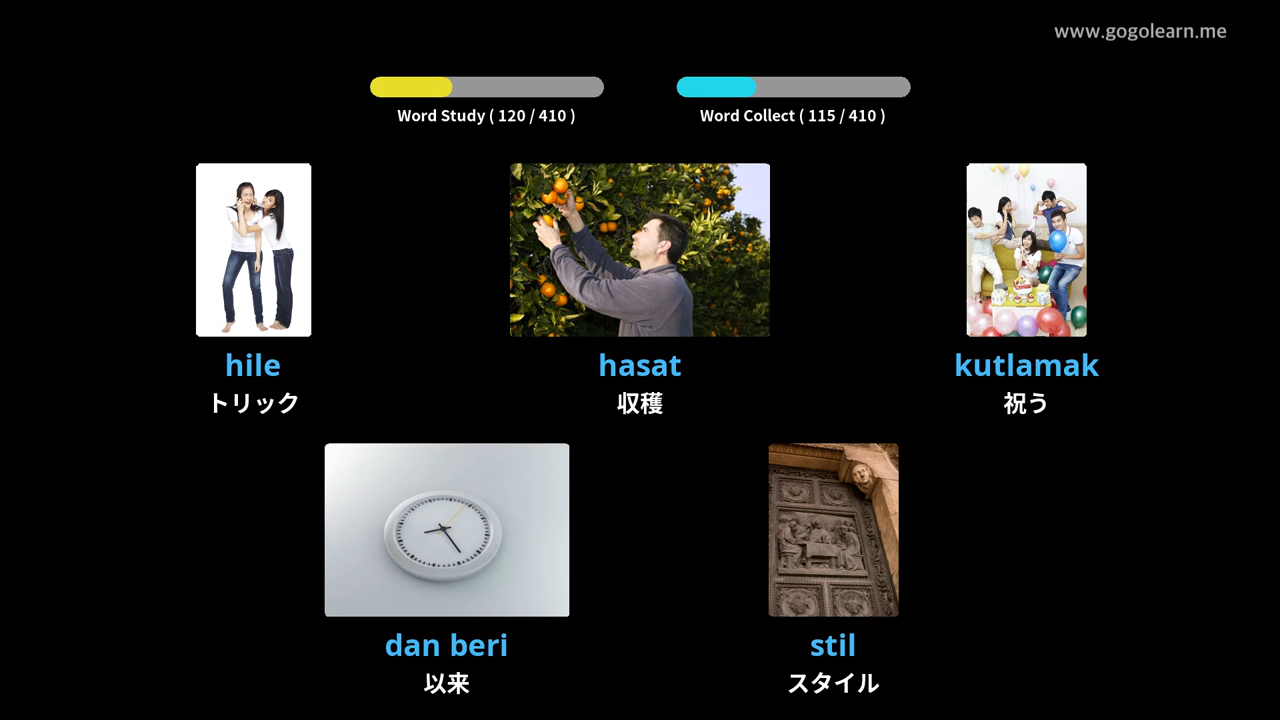 www.gogolearn.me
Word Study ( 120 / 410 )
Word Collect ( 115 / 410 )
hile
トリック
hasat
収穫
kutlamak
祝う
dan beri
以来
stil
スタイル